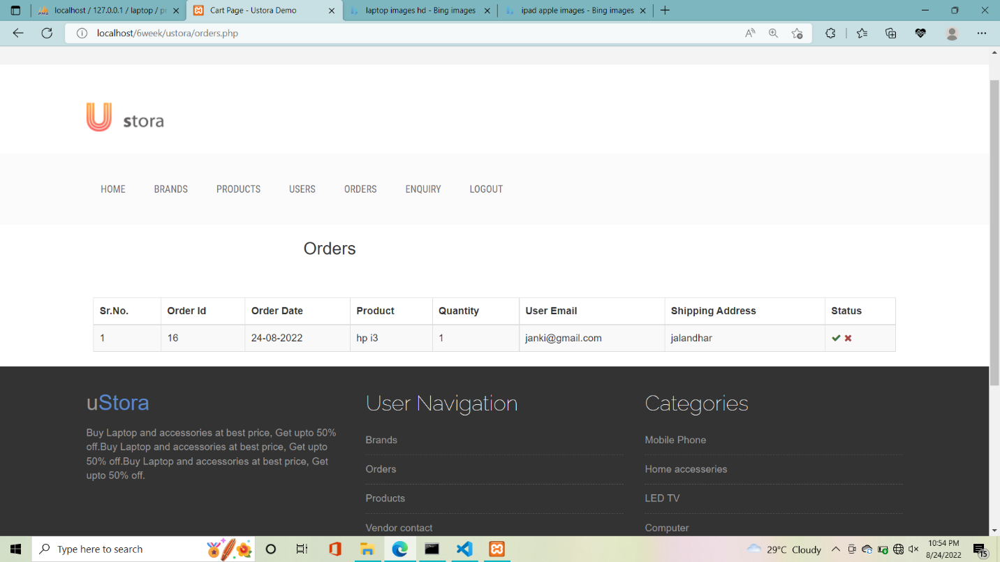 localhost / 127.0.0.1 / laptop / pr
Cart Page - Ustora Demo
laptop images hd - Bing images
ipad apple images - Bing images
localhost/6week/ustora/orders.php
U stora
HOME BRANDS PRODUCTS USERS ORDERS ENQUIRY LOGOUT
Orders
Sr.No. Order Id Order Date Product Quantity User Email Shipping Address Status
1 16 24-08-2022 hp i3 1 janki@gmail.com jalandhar
uStora
Buy Laptop and accessories at best price, Get upto 50%
off.Buy Laptop and accessories at best price, Get upto
50% off.Buy Laptop and accessories at best price, Get
upto 50% off.
User Navigation
Brands
Orders
Products
Vendor contact
Categories
Mobile Phone
Home accesseries
LED TV
Computer
Type here to search
29°C Cloudy
10:54 PM
8/24/2022
15